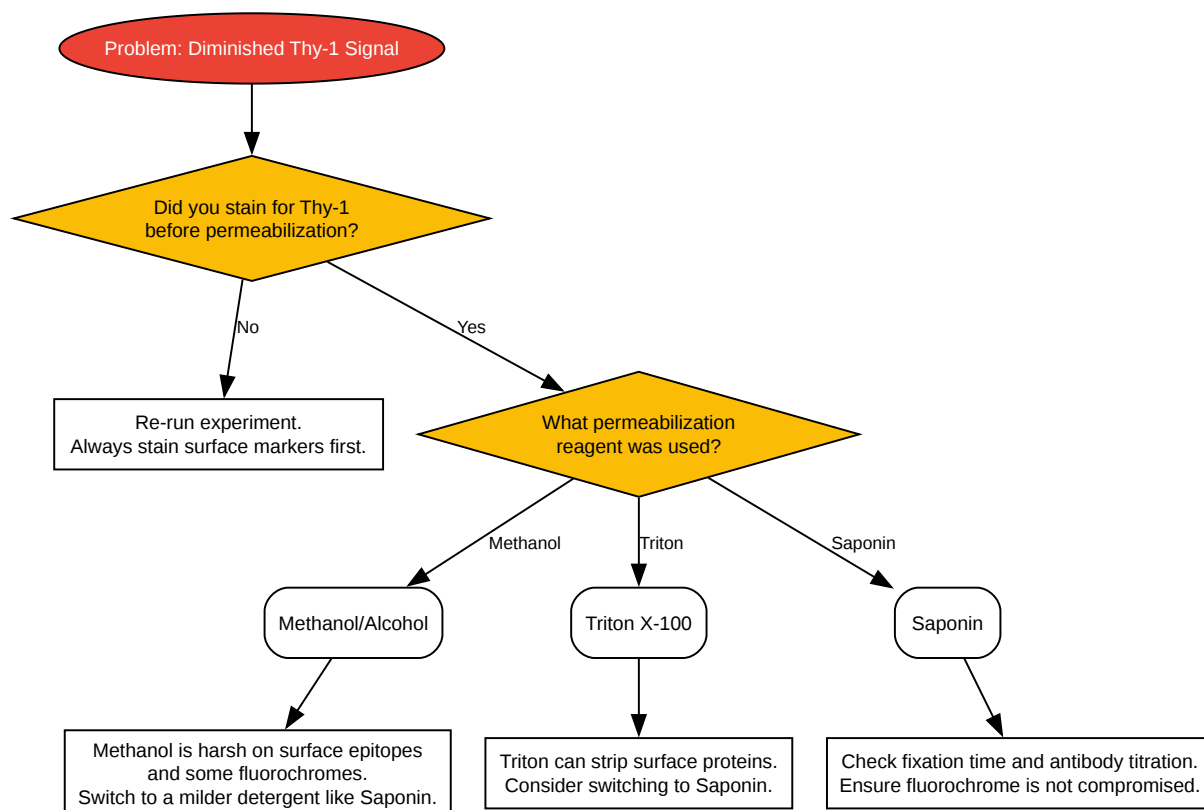 Problem: Diminished Thy-1 Signal
Did you stain for Thy-1
before permeabilization?
No
Yes
Re-run experiment.
Always stain surface markers first.
What permeabilization
reagent was used?
Methanol
Triton
Saponin
Methanol/Alcohol
Triton X-100
Saponin
Methanol is harsh on surface epitopes
and some fluorochromes.
Switch to a milder detergent like Saponin.
Triton can strip surface proteins.
Consider switching to Saponin.
Check fixation time and antibody titration.
Ensure fluorochrome is not compromised.